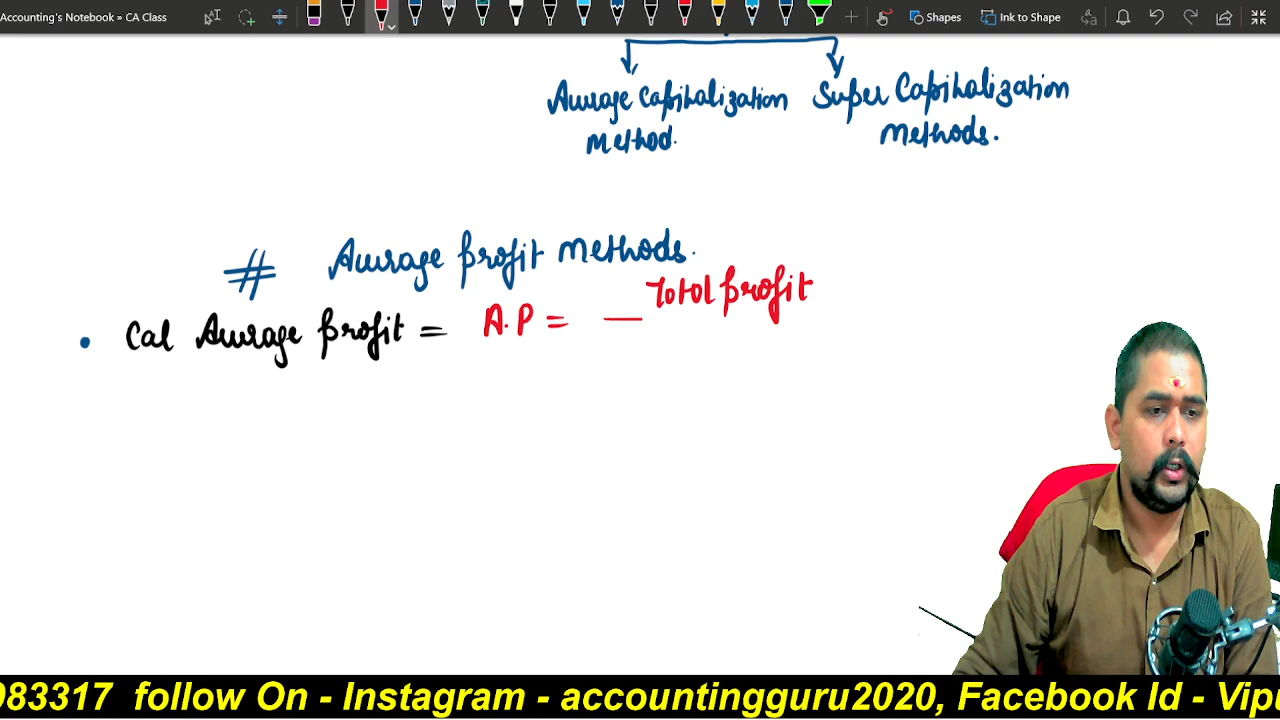 Accounting's Notebook » CA Class
Shapes
Ink to Shape
Average Capitalization Method.
Super Capitalization Methods.
# Average profit methods.
Total profit
• Cal Average profit = A.P = —
083317 follow On - Instagram - accountingguru2020, Facebook Id - Vip